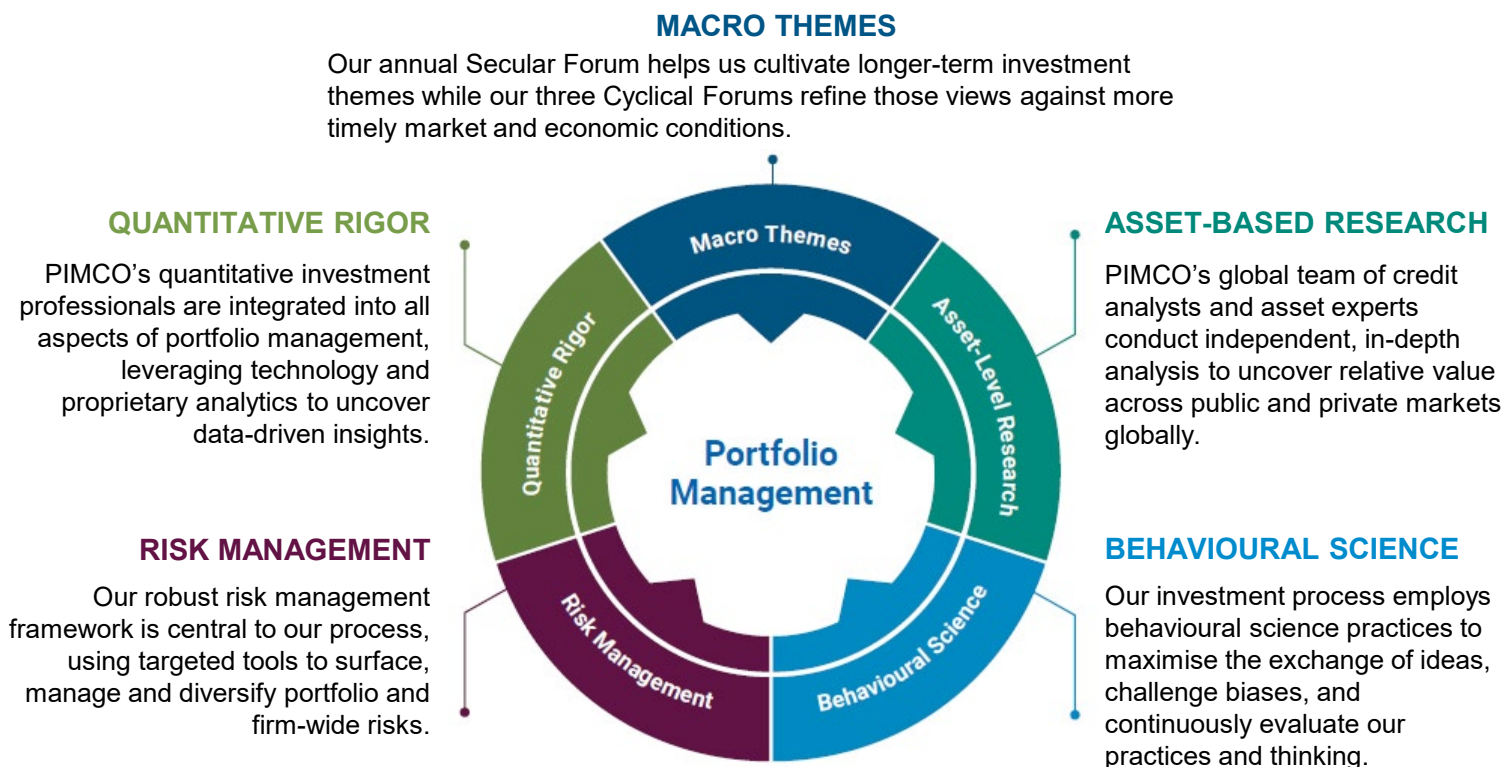 MACRO THEMES
Our annual Secular Forum helps us cultivate longer-term investment
themes while our three Cyclical Forums refine those views against more
timely market and economic conditions.
QUANTITATIVE RIGOR
PIMCO’s quantitative investment
professionals are integrated into all
aspects of portfolio management,
leveraging technology and
proprietary analytics to uncover
data-driven insights.
RISK MANAGEMENT
Our robust risk management
framework is central to our process,
using targeted tools to surface,
manage and diversify portfolio and
firm-wide risks.
Macro Themes
Asset-Level Research
Behavioural Science
Risk Management
Quantitative Rigor
Portfolio
Management
ASSET-BASED RESEARCH
PIMCO’s global team of credit
analysts and asset experts
conduct independent, in-depth
analysis to uncover relative value
across public and private markets
globally.
BEHAVIOURAL SCIENCE
Our investment process employs
behavioural science practices to
maximise the exchange of ideas,
challenge biases, and
continuously evaluate our
practices and thinking.